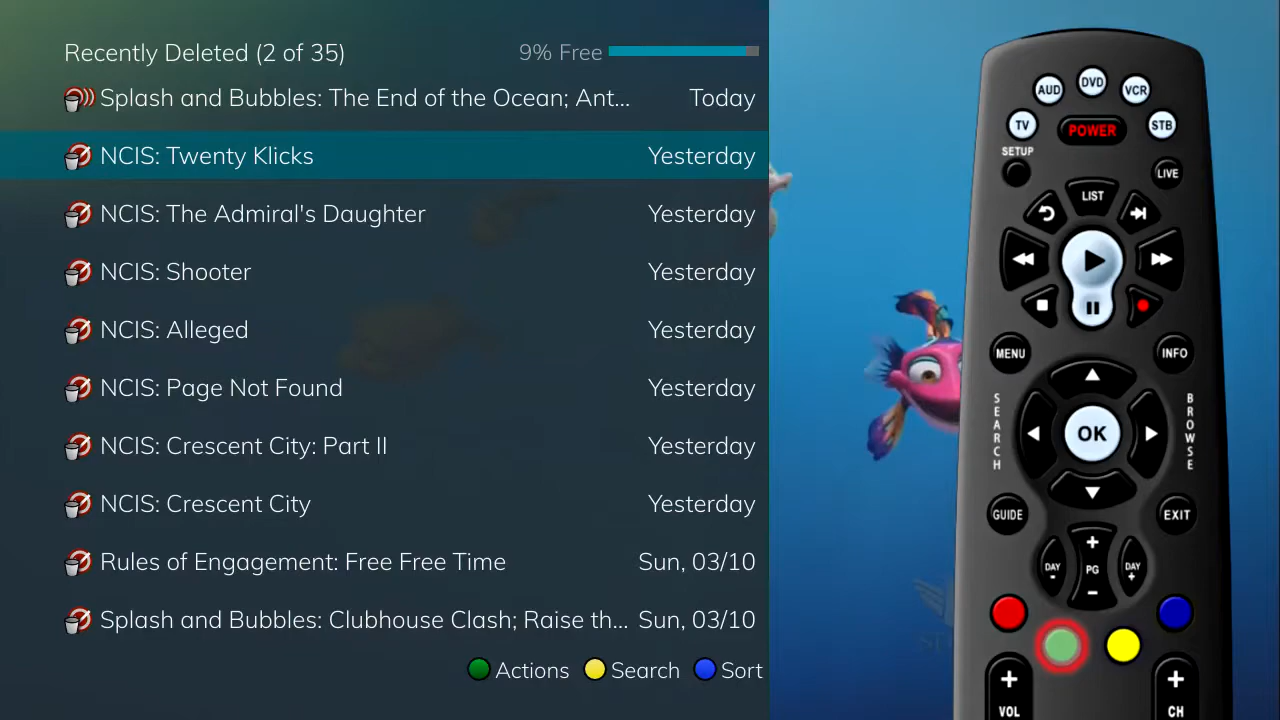 Recently Deleted (2 of 35) 9% Free
Splash and Bubbles: The End of the Ocean; Ant... Today
NCIS: Twenty Klicks Yesterday
NCIS: The Admiral's Daughter Yesterday
NCIS: Shooter Yesterday
NCIS: Alleged Yesterday
NCIS: Page Not Found Yesterday
NCIS: Crescent City: Part II Yesterday
NCIS: Crescent City Yesterday
Rules of Engagement: Free Free Time Sun, 03/10
Splash and Bubbles: Clubhouse Clash; Raise th... Sun, 03/10
Actions Search Sort
AUD DVD VCR
TV POWER STB
SETUP
LIVE
LIST
MENU INFO
SEARCH OK BROWSE
GUIDE EXIT
DAY - + PG - DAY +
+ VOL + CH